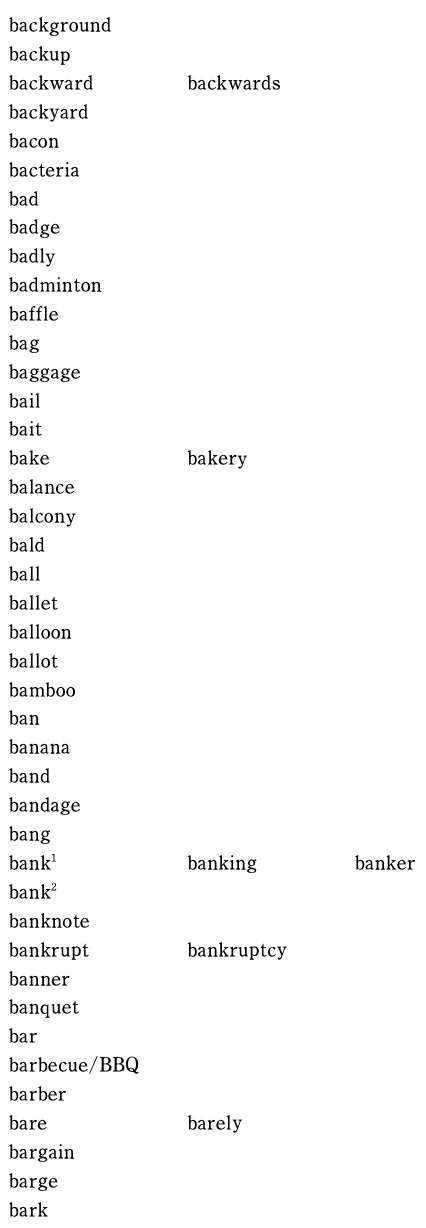 background
backup
backward backwards
backyard
bacon
bacteria
bad
badge
badly
badminton
baffle
bag
baggage
bail
bait
bake bakery
balance
balcony
bald
ball
ballet
balloon
ballot
bamboo
ban
banana
band
bandage
bang
bank¹ banking banker
bank²
banknote
bankrupt bankruptcy
banner
banquet
bar
barbecue/BBQ
barber
bare barely
bargain
barge
bark